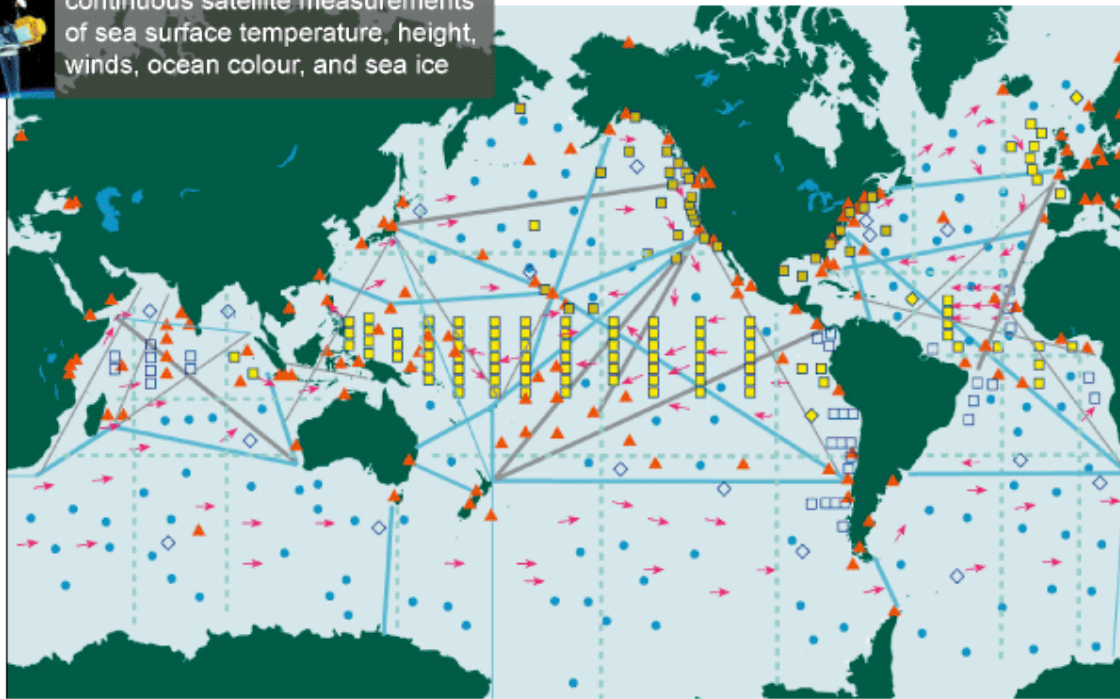 continuous satellite measurements
of sea surface temperature, height,
winds, ocean colour, and sea ice